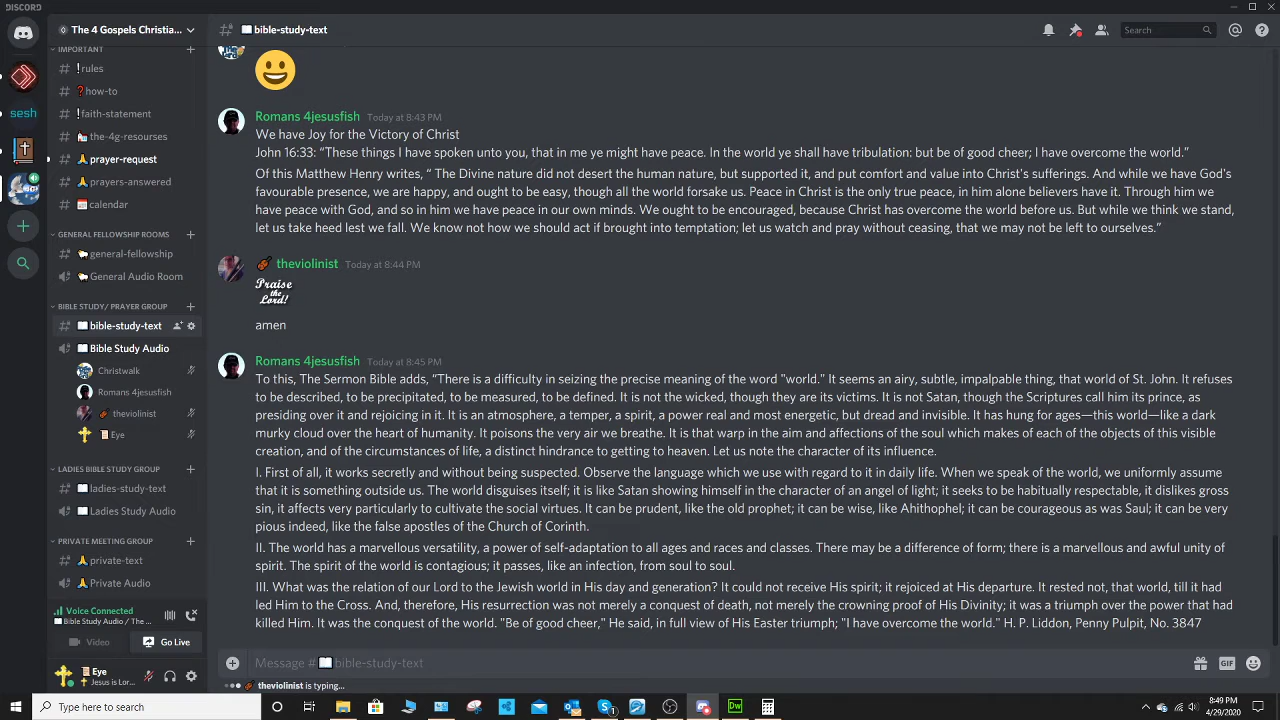 DISCORD
The 4 Gospels Christia...
bible-study-text
Search
IMPORTANT
rules
how-to
faith-statement
the-4g-resourses
prayer-request
prayers-answered
calendar
GENERAL FELLOWSHIP ROOMS
general-fellowship
General Audio Room
BIBLE STUDY/ PRAYER GROUP
bible-study-text
Bible Study Audio
Christwalk
Romans 4jesusfish
theviolinist
Eye
LADIES BIBLE STUDY GROUP
ladies-study-text
Ladies Study Audio
PRIVATE MEETING GROUP
private-text
Private Audio
Voice Connected
Bible Study Audio / The ...
Video
Go Live
Eye
Jesus is Lor...
sesh
Romans 4jesusfish Today at 8:43 PM
We have Joy for the Victory of Christ
John 16:33: “These things I have spoken unto you, that in me ye might have peace. In the world ye shall have tribulation: but be of good cheer; I have overcome the world.”
Of this Matthew Henry writes, “ The Divine nature did not desert the human nature, but supported it, and put comfort and value into Christ's sufferings. And while we have God's
favourable presence, we are happy, and ought to be easy, though all the world forsake us. Peace in Christ is the only true peace, in him alone believers have it. Through him we
have peace with God, and so in him we have peace in our own minds. We ought to be encouraged, because Christ has overcome the world before us. But while we think we stand,
let us take heed lest we fall. We know not how we should act if brought into temptation; let us watch and pray without ceasing, that we may not be left to ourselves.”
theviolinist Today at 8:44 PM
Praise
the
Lord!
amen
Romans 4jesusfish Today at 8:45 PM
To this, The Sermon Bible adds, “There is a difficulty in seizing the precise meaning of the word "world." It seems an airy, subtle, impalpable thing, that world of St. John. It refuses
to be described, to be precipitated, to be measured, to be defined. It is not the wicked, though they are its victims. It is not Satan, though the Scriptures call him its prince, as
presiding over it and rejoicing in it. It is an atmosphere, a temper, a spirit, a power real and most energetic, but dread and invisible. It has hung for ages—this world—like a dark
murky cloud over the heart of humanity. It poisons the very air we breathe. It is that warp in the aim and affections of the soul which makes of each of the objects of this visible
creation, and of the circumstances of life, a distinct hindrance to getting to heaven. Let us note the character of its influence.
I. First of all, it works secretly and without being suspected. Observe the language which we use with regard to it in daily life. When we speak of the world, we uniformly assume
that it is something outside us. The world disguises itself; it is like Satan showing himself in the character of an angel of light; it seeks to be habitually respectable, it dislikes gross
sin, it affects very particularly to cultivate the social virtues. It can be prudent, like the old prophet; it can be wise, like Ahithophel; it can be courageous as was Saul; it can be very
pious indeed, like the false apostles of the Church of Corinth.
II. The world has a marvellous versatility, a power of self-adaptation to all ages and races and classes. There may be a difference of form; there is a marvellous and awful unity of
spirit. The spirit of the world is contagious; it passes, like an infection, from soul to soul.
III. What was the relation of our Lord to the Jewish world in His day and generation? It could not receive His spirit; it rejoiced at His departure. It rested not, that world, till it had
led Him to the Cross. And, therefore, His resurrection was not merely a conquest of death, not merely the crowning proof of His Divinity; it was a triumph over the power that had
killed Him. It was the conquest of the world. "Be of good cheer," He said, in full view of His Easter triumph; "I have overcome the world." H. P. Liddon, Penny Pulpit, No. 3847
Message # bible-study-text
GIF
theviolinist is typing...
Type here to search
Dw
8:49 PM
4/29/2020